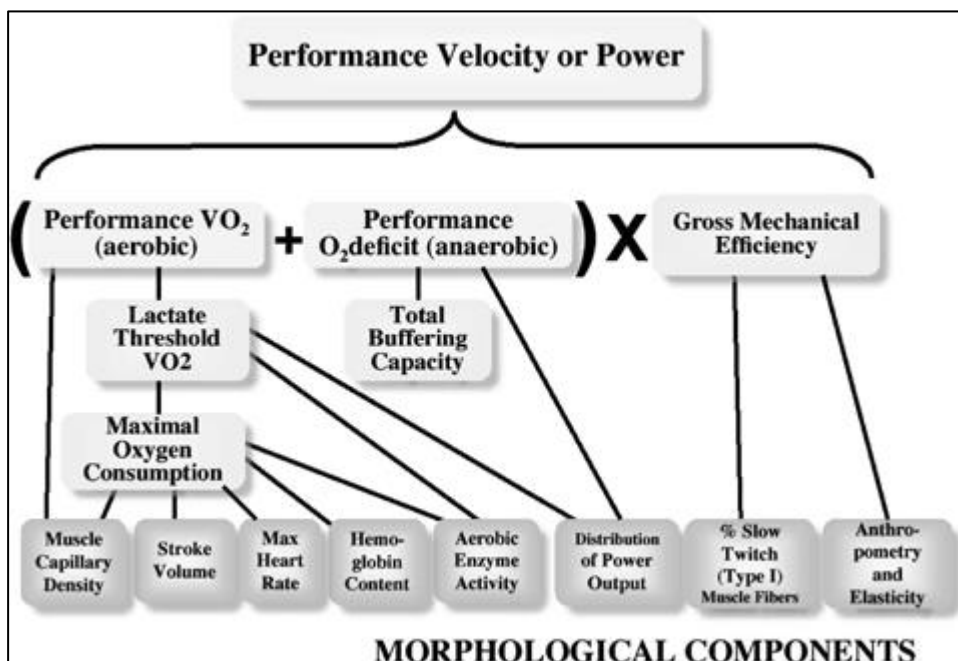 Performance Velocity or Power
(
Performance VO₂
(aerobic)
+
Performance
O₂deficit (anaerobic)
)
X
Gross Mechanical
Efficiency
Lactate
Threshold
VO2
Total
Buffering
Capacity
Maximal
Oxygen
Consumption
Muscle
Capillary
Density
Stroke
Volume
Max
Heart
Rate
Hemo-
globin
Content
Aerobic
Enzyme
Activity
Distribution
of Power
Output
% Slow
Twitch
(Type I)
Muscle Fibers
Anthro-
pometry
and
Elasticity
MORPHOLOGICAL COMPONENTS